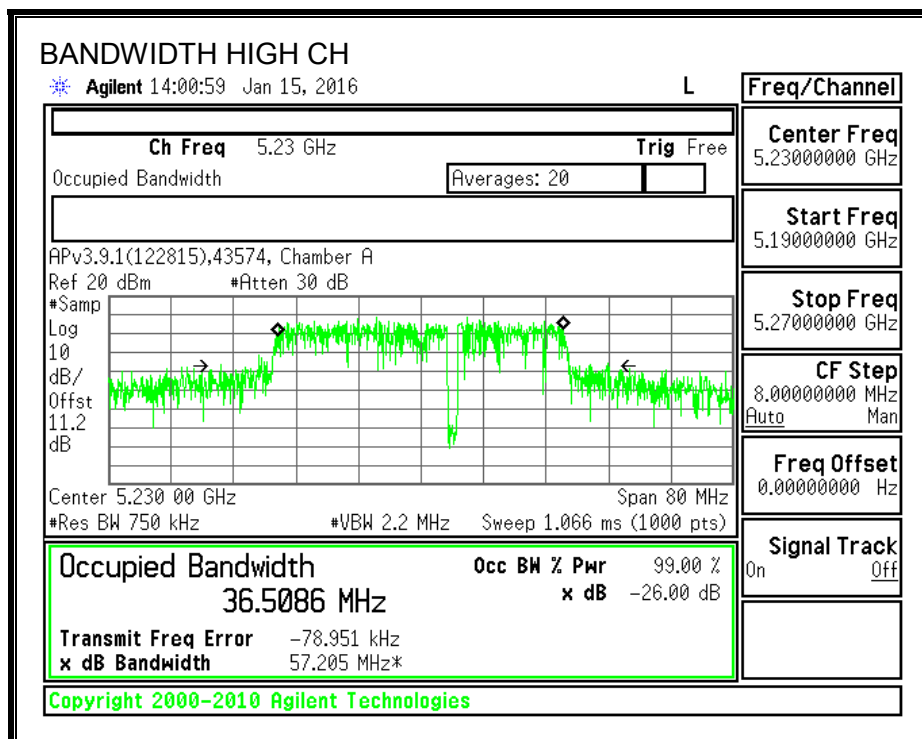 BANDWIDTH HIGH CH
Agilent 14:00:59 Jan 15, 2016 L
Freq/Channel
Ch Freq 5.23 GHz Trig Free
Occupied Bandwidth Averages: 20
APv3.9.1(122815),43574, Chamber A
Ref 20 dBm #Atten 30 dB
#Samp
Log
10
dB/
Offst
11.2
dB
Center 5.230 00 GHz Span 80 MHz
#Res BW 750 kHz #VBW 2.2 MHz Sweep 1.066 ms (1000 pts)
Occupied Bandwidth Occ BW % Pwr 99.00 %
36.5086 MHz x dB -26.00 dB
Transmit Freq Error -78.951 kHz
x dB Bandwidth 57.205 MHz*
Copyright 2000-2010 Agilent Technologies
Center Freq
5.23000000 GHz
Start Freq
5.19000000 GHz
Stop Freq
5.27000000 GHz
CF Step
8.00000000 MHz
Auto Man
Freq Offset
0.00000000 Hz
Signal Track
On Off